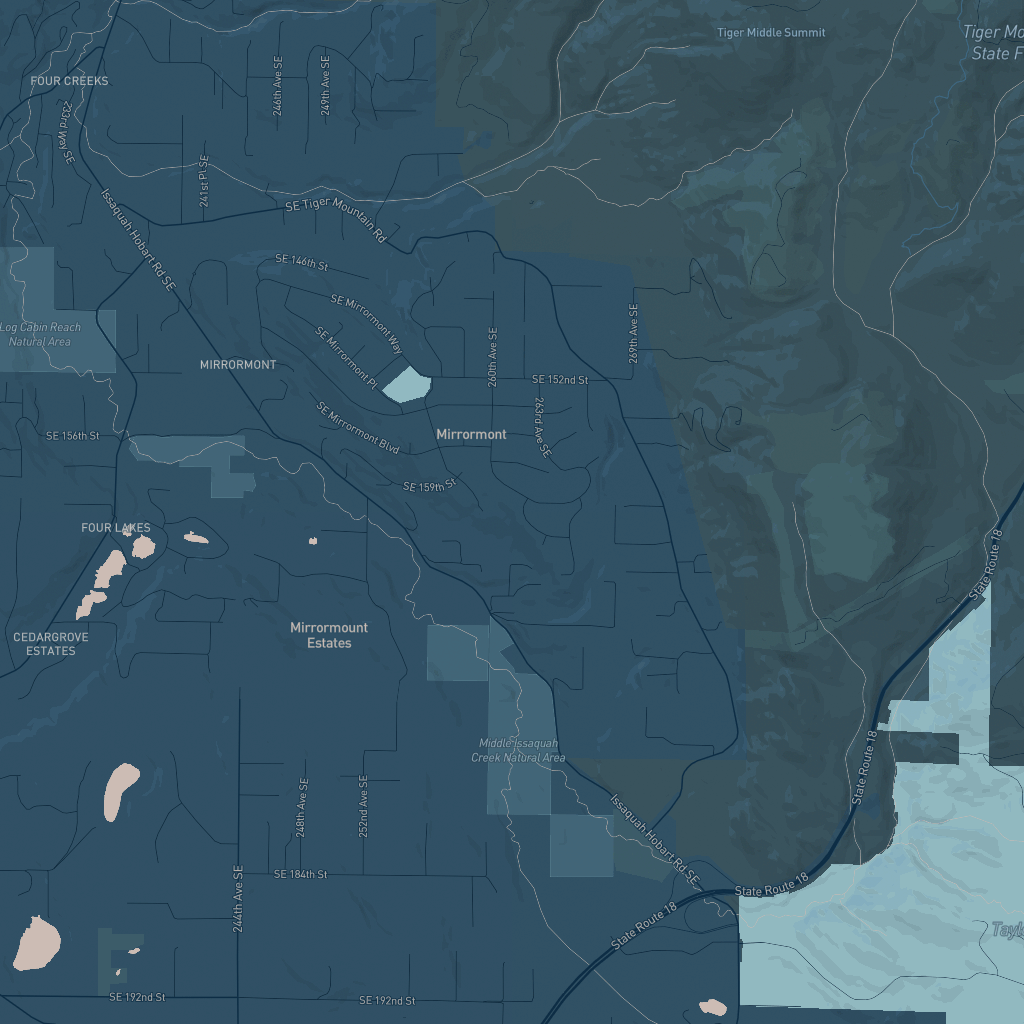 Tiger Middle Summit
Tiger Mo
State F
FOUR CREEKS
246th Ave SE
249th Ave SE
233rd Way SE
241st Pl SE
Issaquah Hobart Rd SE
SE Tiger Mountain Rd
SE 146th St
SE Mirrormont Way
SE Mirrormont Pl
Log Cabin Reach
Natural Area
MIRRORMONT
260th Ave SE
269th Ave SE
SE 152nd St
263rd Ave SE
SE Mirrormont Blvd
Mirrormont
SE 156th St
SE 159th St
FOUR LAKES
State Route 18
CEDARGROVE
ESTATES
Mirrormount
Estates
Middle Issaquah
Creek Natural Area
State Route 18
248th Ave SE
252nd Ave SE
Issaquah Hobart Rd SE
SE 184th St
244th Ave SE
State Route 18
State Route 18
Taylo
SE 192nd St
SE 192nd St